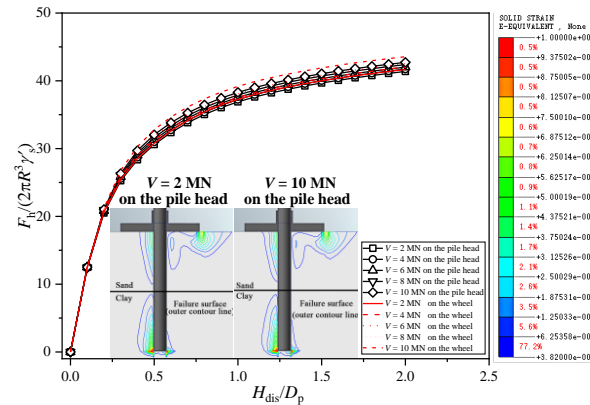 F_h/(2πR³γ'_s)
50
40
30
20
10
0
0.0 0.5 1.0 1.5 2.0 2.5
H_dis/D_p
V = 2 MN
on the pile head
V = 10 MN
on the pile head
Sand
Clay
Failure surface
(outer contour line)
Sand
Clay
Failure surface
(outer contour line)
V = 2 MN on the pile head
V = 4 MN on the pile head
V = 6 MN on the pile head
V = 8 MN on the pile head
V = 10 MN on the pile head
V = 2 MN on the wheel
V = 4 MN on the wheel
V = 6 MN on the wheel
V = 8 MN on the wheel
V = 10 MN on the wheel
SOLID STRAIN
E-EQUIVALENT , None
+1.00000e+00
0.5%
+9.37502e-00
0.5%
+8.75005e-00
0.5%
+8.12507e-00
0.5%
+7.50010e-00
0.6%
+6.87512e-00
0.7%
+6.25014e-00
0.8%
+5.62517e-00
0.9%
+5.00019e-00
1.1%
+4.37521e-00
1.4%
+3.75024e-00
1.7%
+3.12526e-00
2.1%
+2.50029e-00
2.6%
+1.87531e-00
3.5%
+1.25033e-00
5.6%
+6.25358e-00
77.2%
+3.82000e-00